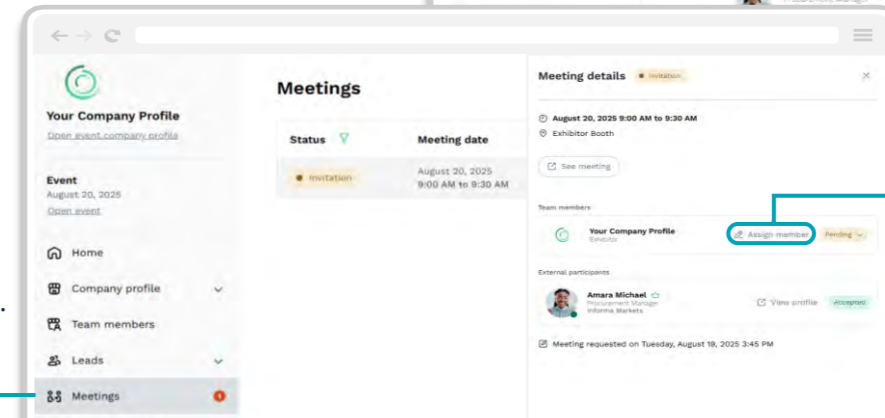 Procurement Manager
Your Company Profile
Open event company profile
Event
August 20, 2025
Open event
Home
Company profile
Team members
Leads
Meetings
Meetings
Status
Meeting date
Invitation
August 20, 2025
9:00 AM to 9:30 AM
Meeting details
Invitation
August 20, 2025 9:00 AM to 9:30 AM
Exhibitor Booth
See meeting
Team members
Your Company Profile
Exhibitor
Assign member
Pending
External participants
Amara Michael
Procurement Manager
Informa Markets
View profile
Accepted
Meeting requested on Tuesday, August 19, 2025 3:45 PM
.